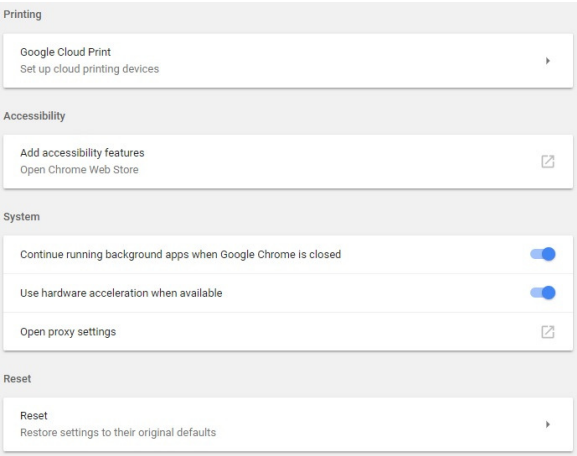 Printing
Google Cloud Print
Set up cloud printing devices
Accessibility
Add accessibility features
Open Chrome Web Store
System
Continue running background apps when Google Chrome is closed
Use hardware acceleration when available
Open proxy settings
Reset
Reset
Restore settings to their original defaults